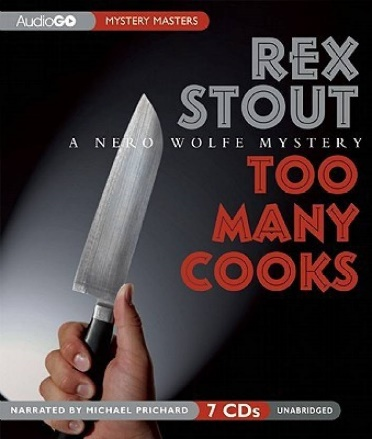 AudioGO MYSTERY MASTERS
REX
STOUT
A NERO WOLFE MYSTERY
TOO
MANY
COOKS
NARRATED BY MICHAEL PRICHARD 7 CDs UNABRIDGED